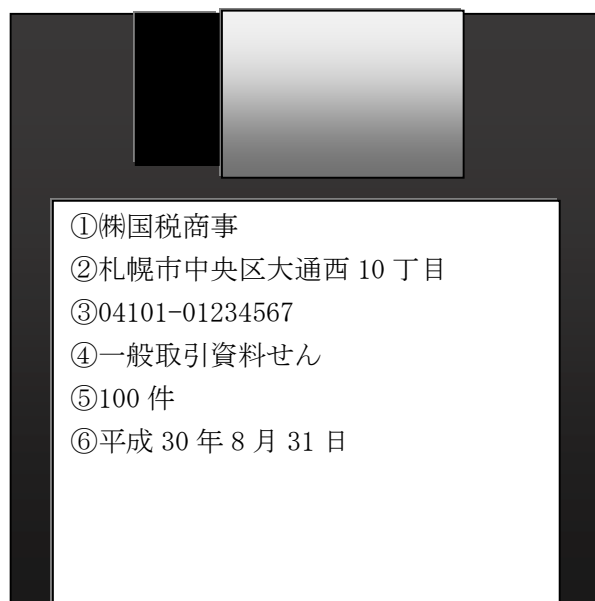 ①㈱国税商事
②札幌市中央区大通西 10 丁目
③04101-01234567
④一般取引資料せん
⑤100 件
⑥平成 30 年 8 月 31 日